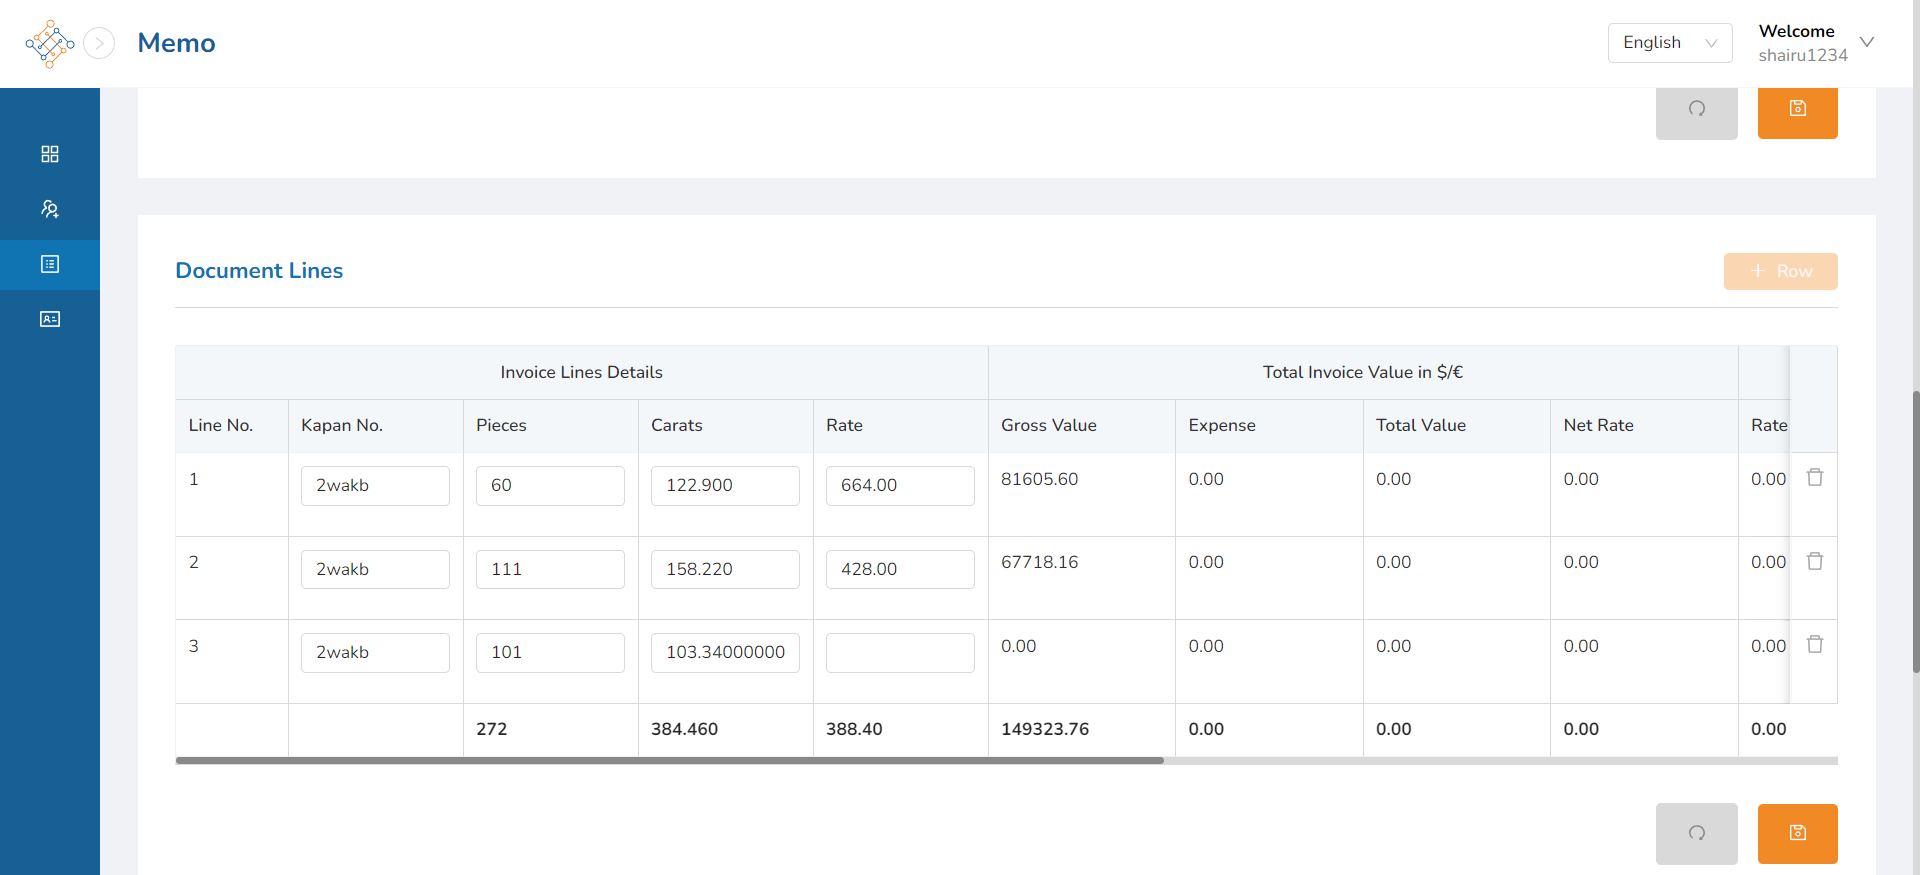 Memo
English
Welcome
shairu1234
Document Lines
+ Row
Invoice Lines Details
Total Invoice Value in $/€
Line No.
Kapan No.
Pieces
Carats
Rate
Gross Value
Expense
Total Value
Net Rate
Rate
1
2wakb
60
122.900
664.00
81605.60
0.00
0.00
0.00
0.00
2
2wakb
111
158.220
428.00
67718.16
0.00
0.00
0.00
0.00
3
2wakb
101
103.34000000
0.00
0.00
0.00
0.00
0.00
272
384.460
388.40
149323.76
0.00
0.00
0.00
0.00